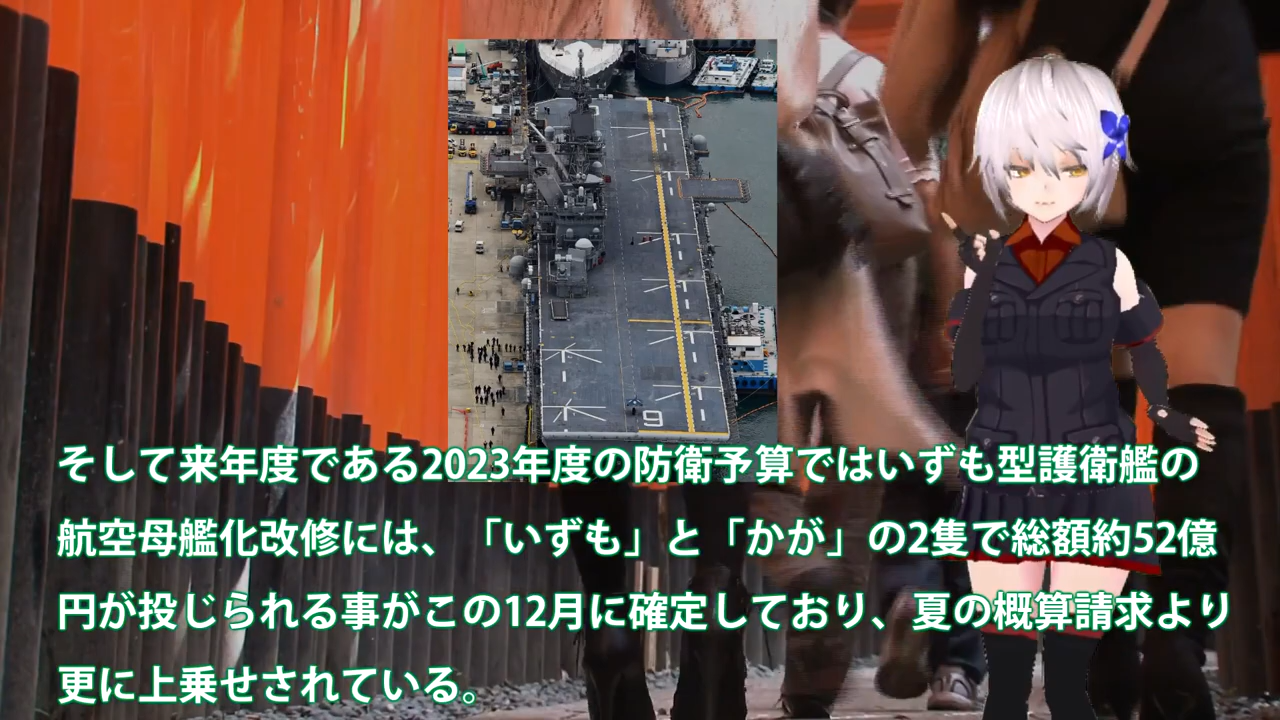 9
そして来年度である2023年度の防衛予算ではいずも型護衛艦の
航空母艦化改修には、「いずも」と「かが」の2隻で総額約52億
円が投じられる事がこの12月に確定しており、夏の概算請求より
更に上乗せされている。